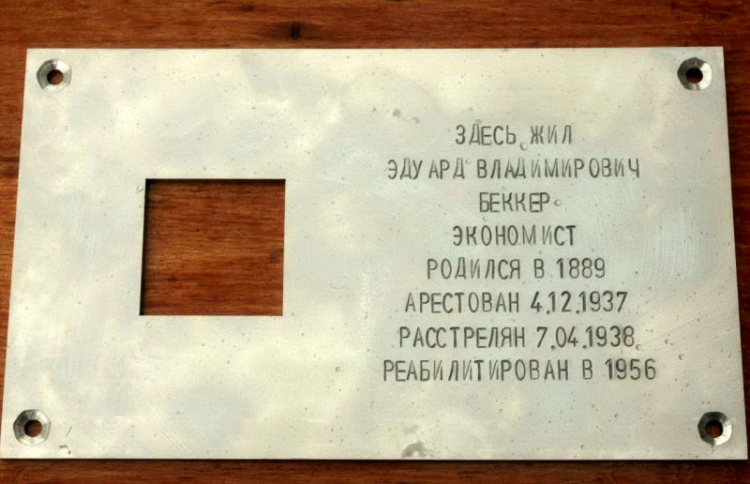 ЗДЕСЬ ЖИЛ
ЭДУАРД ВЛАДИМИРОВИЧ
БЕККЕР
ЭКОНОМИСТ
РОДИЛСЯ В 1889
АРЕСТОВАН 4.12.1937
РАССТРЕЛЯН 7.04.1938
РЕАБИЛИТИРОВАН В 1956